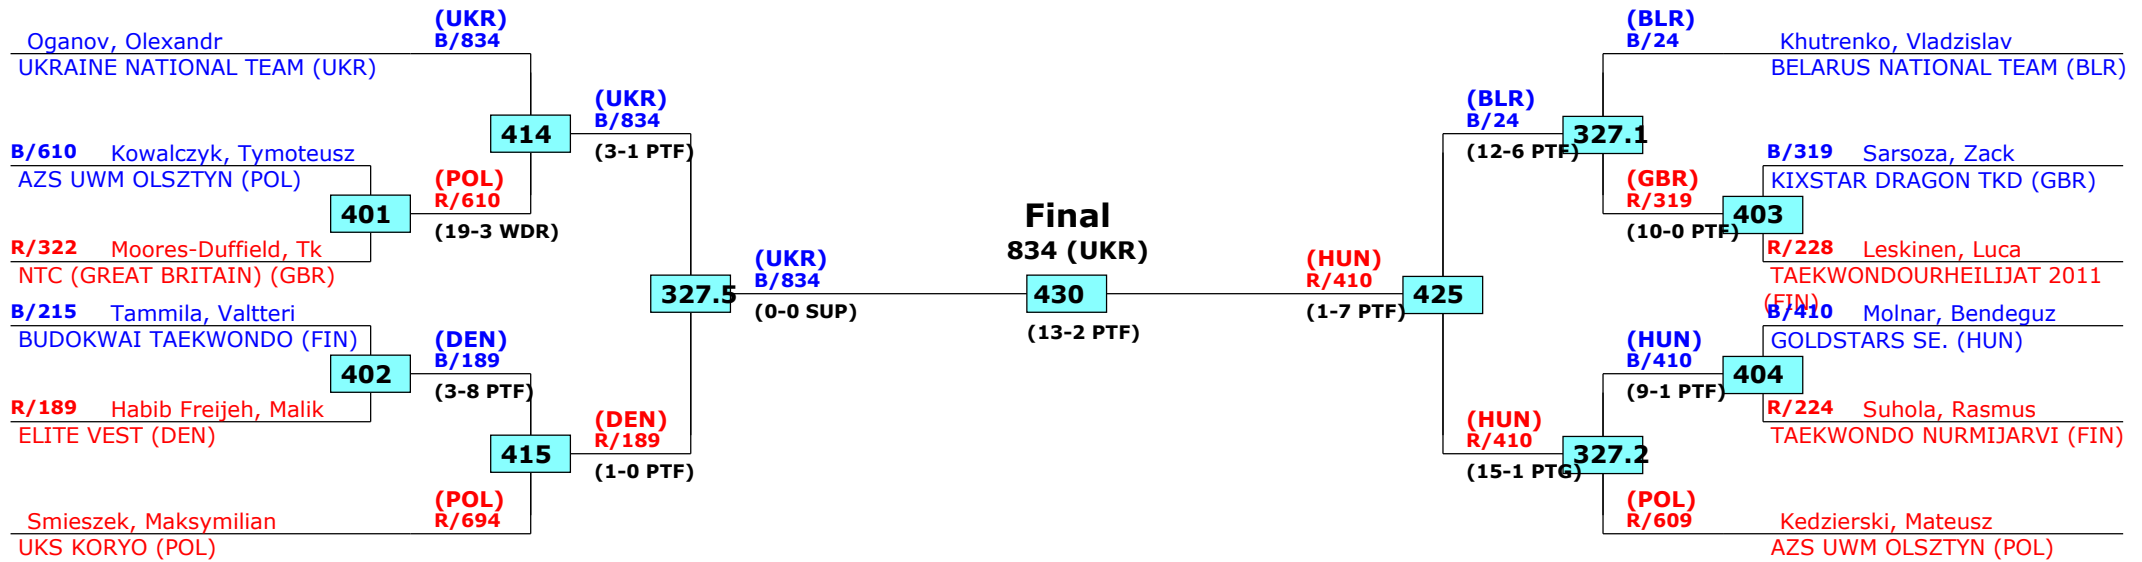 (UKR)
B/834
Oganov, Olexandr
UKRAINE NATIONAL TEAM (UKR)
414
(UKR)
B/834
(3-1 PTF)
B/610 Kowalczyk, Tymoteusz
AZS UWM OLSZTYN (POL)
401
(POL)
R/610
(19-3 WDR)
R/322 Moores-Duffield, Tk
NTC (GREAT BRITAIN) (GBR)
327.5
(UKR)
B/834
(0-0 SUP)
B/215 Tammila, Valtteri
BUDOKWAI TAEKWONDO (FIN)
402
(DEN)
B/189
(3-8 PTF)
R/189 Habib Freijeh, Malik
ELITE VEST (DEN)
415
(DEN)
R/189
(1-0 PTF)
(POL)
R/694
Smieszek, Maksymilian
UKS KORYO (POL)
Final
834 (UKR)
430
(13-2 PTF)
(HUN)
R/410
(1-7 PTF)
425
(BLR)
B/24
(12-6 PTF)
327.1
(BLR)
B/24
Khutrenko, Vladzislav
BELARUS NATIONAL TEAM (BLR)
(GBR)
R/319
(10-0 PTF)
403
B/319 Sarsoza, Zack
KIXSTAR DRAGON TKD (GBR)
R/228 Leskinen, Luca
TAEKWONDOURHEILIJAT 2011
(FIN)
B/410 Molnar, Bendeguz
GOLDSTARS SE. (HUN)
(HUN)
B/410
(9-1 PTF)
404
R/224 Suhola, Rasmus
TAEKWONDO NURMIJARVI (FIN)
(HUN)
R/410
(15-1 PTG)
327.2
(POL)
R/609
Kedzierski, Mateusz
AZS UWM OLSZTYN (POL)